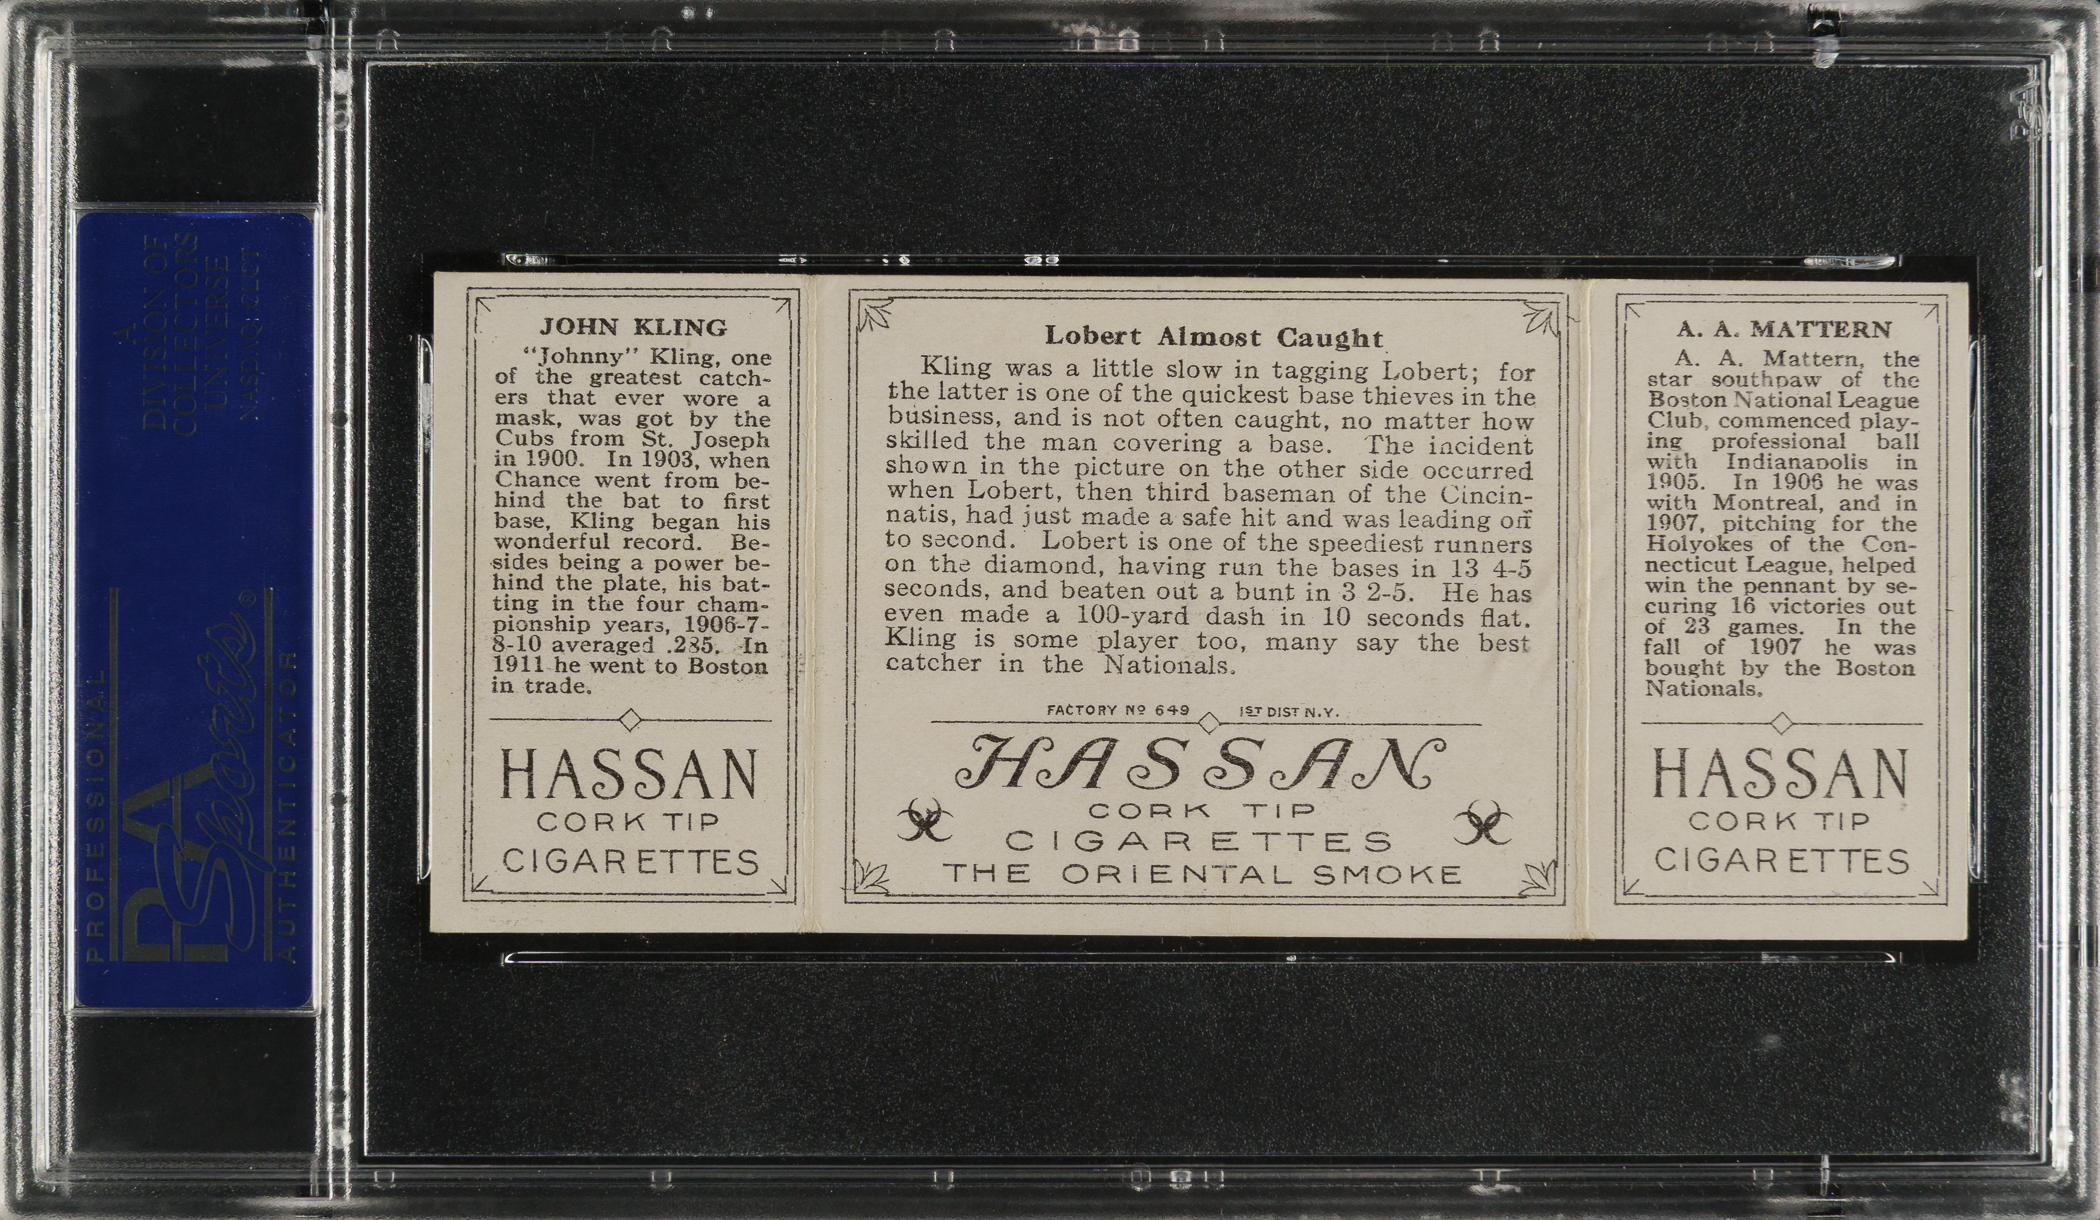 A
DIVISION OF
COLLECTORS
UNIVERSE
NASDAQ: CLCT
PROFESSIONAL
PSA
Sports®
AUTHENTICATOR
JOHN KLING
"Johnny" Kling, one
of the greatest catch-
ers that ever wore a
mask, was got by the
Cubs from St. Joseph
in 1900. In 1903, when
Chance went from be-
hind the bat to first
base, Kling began his
wonderful record. Be-
sides being a power be-
hind the plate, his bat-
ting in the four cham-
pionship years, 1906-7-
8-10 averaged .285. In
1911 he went to Boston
in trade.
HASSAN
CORK TIP
CIGARETTES
Lobert Almost Caught
Kling was a little slow in tagging Lobert; for
the latter is one of the quickest base thieves in the
business, and is not often caught, no matter how
skilled the man covering a base. The incident
shown in the picture on the other side occurred
when Lobert, then third baseman of the Cincin-
natis, had just made a safe hit and was leading off
to second. Lobert is one of the speediest runners
on the diamond, having run the bases in 13 4-5
seconds, and beaten out a bunt in 3 2-5. He has
even made a 100-yard dash in 10 seconds flat.
Kling is some player too, many say the best
catcher in the Nationals.
FACTORY Nº 649 1ST DIST N.Y.
HASSAN
CORK TIP
CIGARETTES
THE ORIENTAL SMOKE
A. A. MATTERN
A. A. Mattern, the
star southpaw of the
Boston National League
Club, commenced play-
ing professional ball
with Indianapolis in
1905. In 1906 he was
with Montreal, and in
1907, pitching for the
Holyokes of the Con-
necticut League, helped
win the pennant by se-
curing 16 victories out
of 23 games. In the
fall of 1907 he was
bought by the Boston
Nationals.
HASSAN
CORK TIP
CIGARETTES
PSA